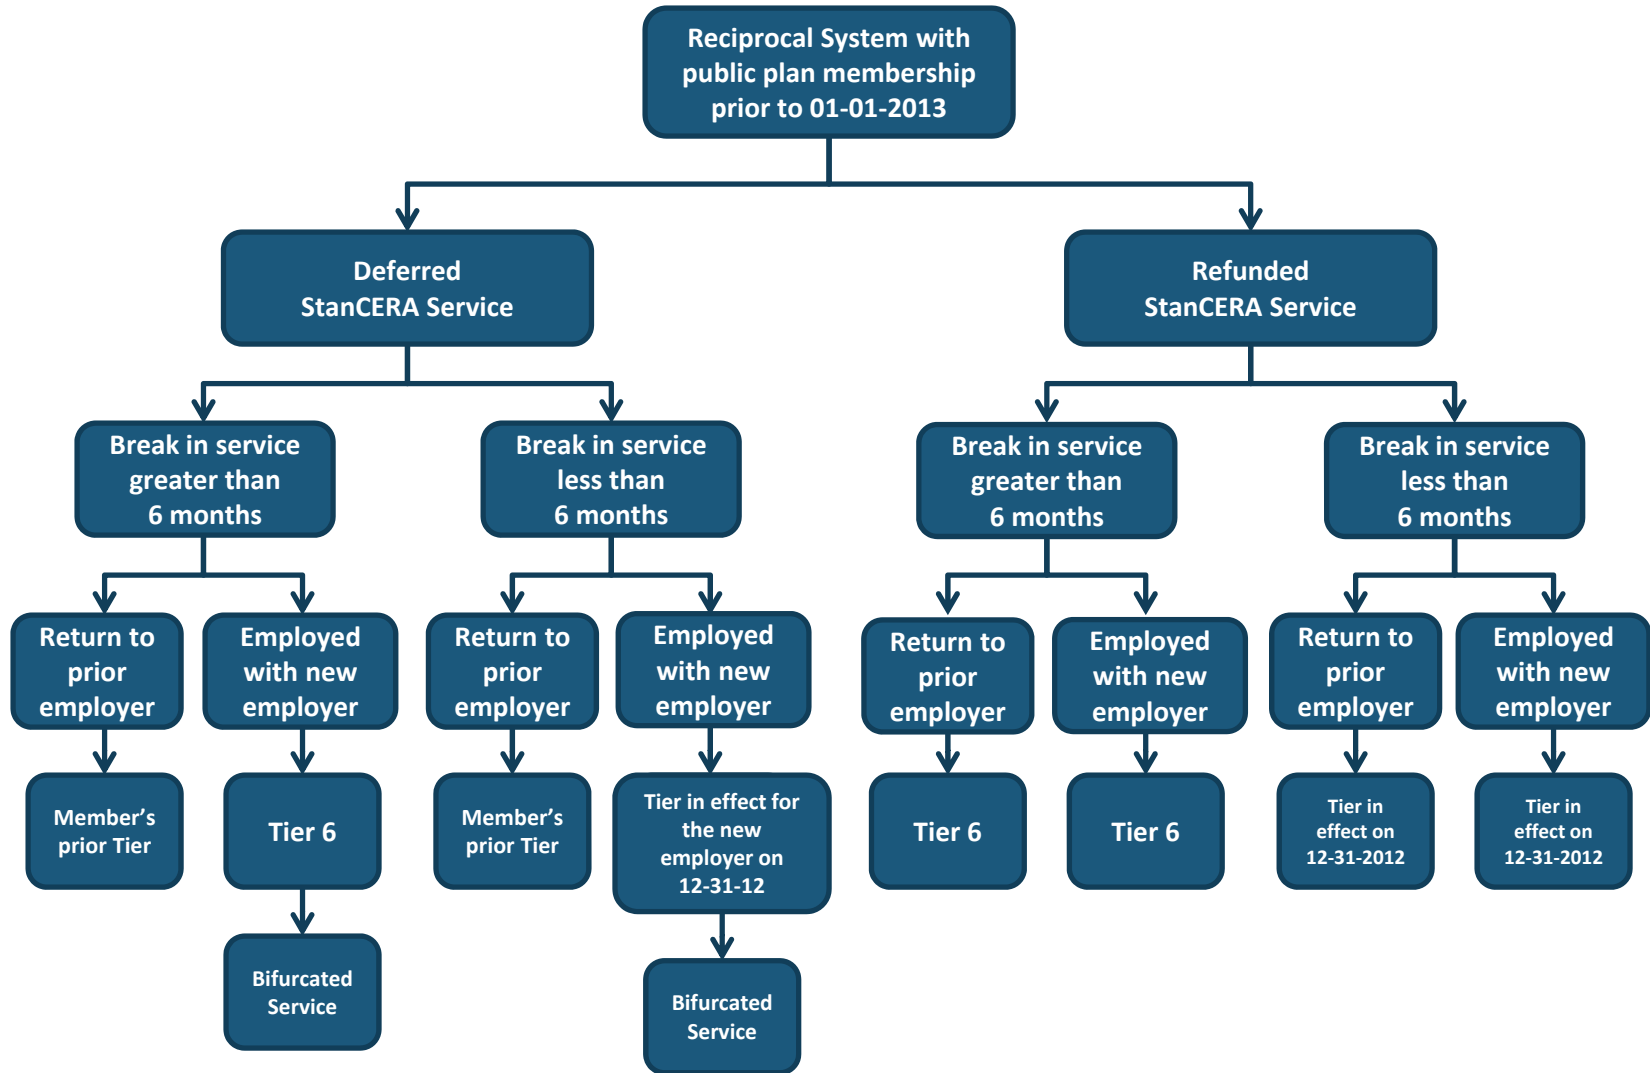 Reciprocal System with
public plan membership
prior to 01-01-2013
Deferred
StanCERA Service
Refunded
StanCERA Service
Break in service
greater than
6 months
Break in service
less than
6 months
Break in service
greater than
6 months
Break in service
less than
6 months
Return to
prior
employer
Employed
with new
employer
Return to
prior
employer
Employed
with new
employer
Return to
prior
employer
Employed
with new
employer
Return to
prior
employer
Employed
with new
employer
Member’s
prior Tier
Tier 6
Member’s
prior Tier
Tier in effect for
the new
employer on
12-31-12
Tier 6
Tier 6
Tier in
effect on
12-31-2012
Tier in
effect on
12-31-2012
Bifurcated
Service
Bifurcated
Service